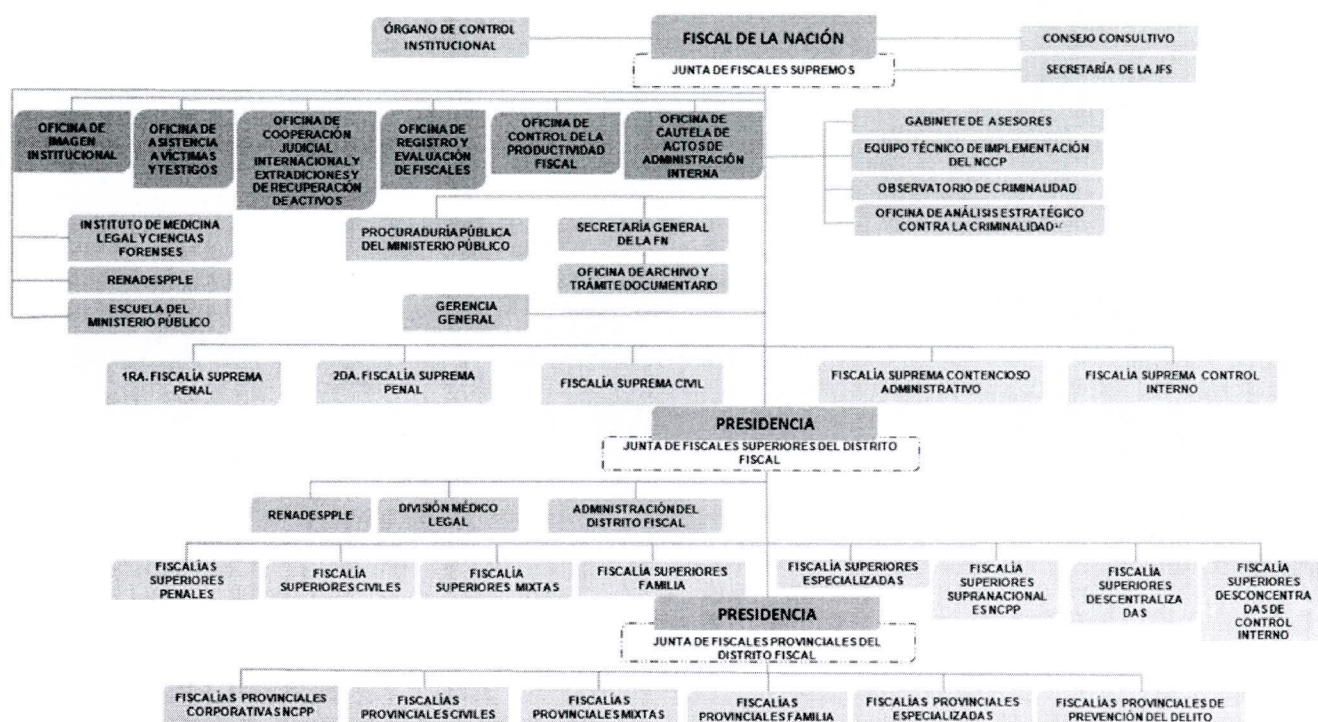 ÓRGANO DE CONTROL
INSTITUCIONAL
FISCAL DE LA NACIÓN
JUNTA DE FISCALES SUPREMOS
CONSEJO CONSULTIVO
SECRETARÍA DE LA JFS
OFICINA DE
IMAGEN
INSTITUCIONAL
OFICINA DE
ASISTENCIA
A VÍCTIMAS
Y TESTIGOS
OFICINA DE
COOPERACIÓN
JUDICIAL
INTERNACIONAL Y
EXTRADICIONES Y
DE RECUPERACIÓN
DE ACTIVOS
OFICINA DE
REGISTRO Y
EVALUACIÓN
DE FISCALES
OFICINA DE
CONTROL DE LA
PRODUCTIVIDAD
FISCAL
OFICINA DE
CAUTELA DE
ACTOS DE
ADMINISTRACIÓN
INTERNA
GABINETE DE ASESORES
EQUIPO TÉCNICO DE IMPLEMENTACIÓN
DEL NCCP
OBSERVATORIO DE CRIMINALIDAD
OFICINA DE ANÁLISIS ESTRATÉGICO
CONTRA LA CRIMINALIDAD
INSTITUTO DE MEDICINA
LEGAL Y CIENCIAS
FORENSES
RENADESPPLE
ESCUELA DEL
MINISTERIO PÚBLICO
PROCURADURÍA PÚBLICA
DEL MINISTERIO PÚBLICO
SECRETARÍA GENERAL
DE LA FN
OFICINA DE ARCHIVO Y
TRÁMITE DOCUMENTARIO
GERENCIA
GENERAL
1RA. FISCALÍA SUPREMA
PENAL
2DA. FISCALÍA SUPREMA
PENAL
FISCALÍA SUPREMA CIVIL
FISCALÍA SUPREMA CONTENCIOSO
ADMINISTRATIVO
FISCALÍA SUPREMA CONTROL
INTERNO
PRESIDENCIA
JUNTA DE FISCALES SUPERIORES DEL DISTRITO
FISCAL
RENADESPPLE
DIVISIÓN MÉDICO
LEGAL
ADMINISTRACIÓN DEL
DISTRITO FISCAL
FISCALÍAS
SUPERIORES
PENALES
FISCALÍA
SUPERIORES CIVILES
FISCALÍA
SUPERIORES MIXTAS
FISCALÍA SUPERIORES
FAMILIA
FISCALÍA SUPERIORES
ESPECIALIZADAS
FISCALÍA
SUPERIORES
SUPRANACIONAL
ES NCPP
FISCALÍA
SUPERIORES
DESCENTRALIZA
DAS
FISCALÍA
SUPERIORES
DESCONCENTRA
DAS DE
CONTROL
INTERNO
PRESIDENCIA
JUNTA DE FISCALES PROVINCIALES DEL
DISTRITO FISCAL
FISCALÍAS PROVINCIALES
CORPORATIVAS NCPP
FISCALÍAS
PROVINCIALES CIVILES
FISCALÍAS
PROVINCIALES MIXTAS
FISCALÍAS
PROVINCIALES FAMILIA
FISCALÍAS PROVINCIALES
ESPECIALIZADAS
FISCALÍAS PROVINCIALES DE
PREVENCIÓN DEL DELITO